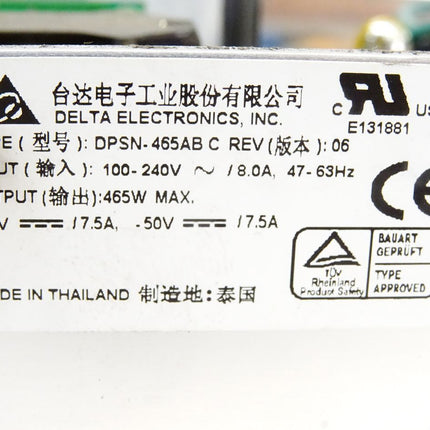 台达电子工业股份有限公司
DELTA ELECTRONICS, INC.
C US
E131881
(型号): DPSN-465AB C REV(版本): 06
(输入): 100-240V ～ /8.0A, 47-63Hz
(输出):465W MAX.
V ⎓ /7.5A, -50V ⎓ /7.5A
CE
TÜV
Rheinland
Product Safety
BAUART
GEPRÜFT
TYPE
APPROVED
DE IN THAILAND 制造地: 泰国